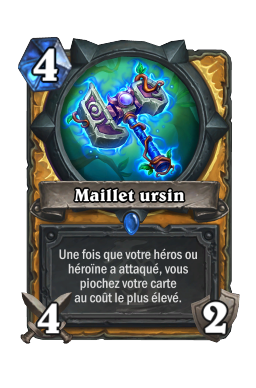 4
Maillet ursin
Une fois que votre héros ou
héroïne a attaqué, vous
piochez votre carte
au coût le plus élevé.
4
2